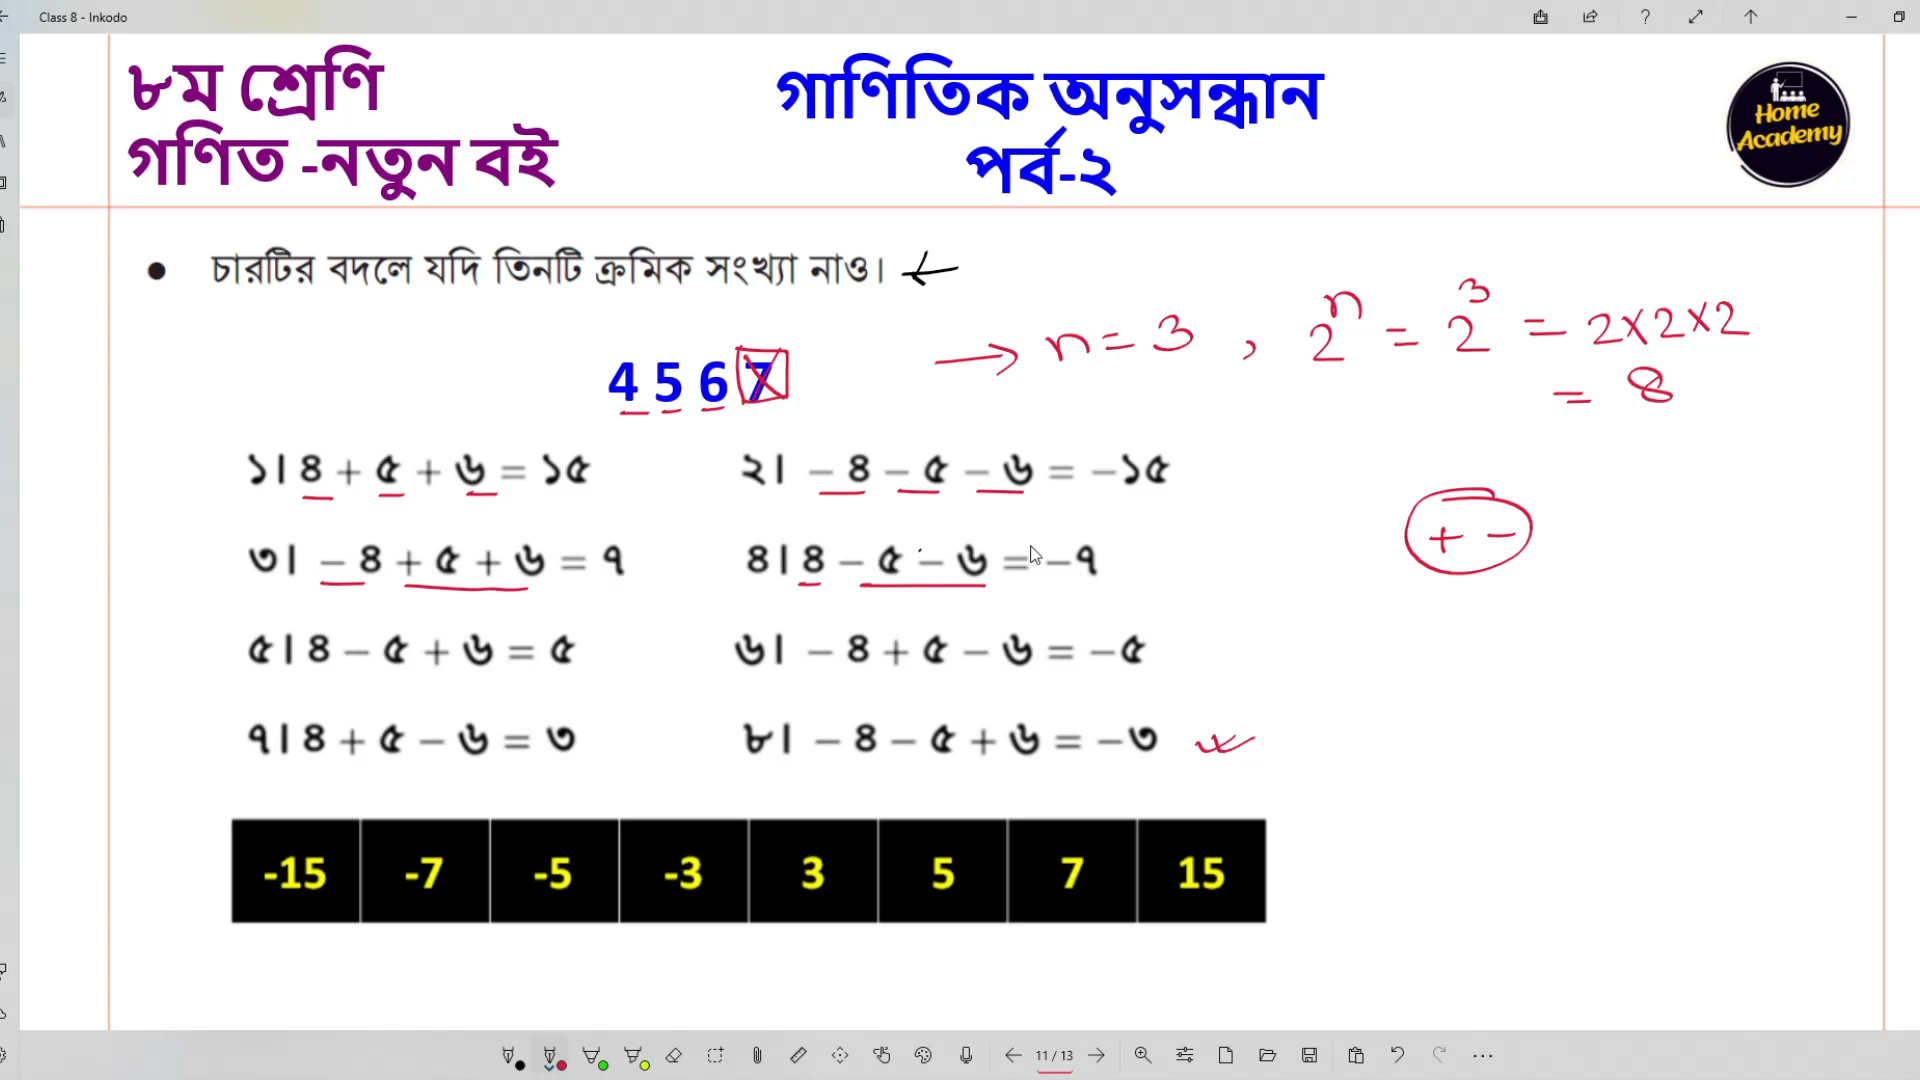 Class 8 - Inkodo
৮ম শ্রেণি
গণিত -নতুন বই
গাণিতিক অনুসন্ধান
পর্ব-২
Home
Academy
চারটির বদলে যদি তিনটি ক্রমিক সংখ্যা নাও।
n = 3 , 2^n = 2^3 = 2×2×2
= 8
4 5 6 7
১। ৪ + ৫ + ৬ = ১৫
২। − ৪ − ৫ − ৬ = −১৫
৩। − ৪ + ৫ + ৬ = ৭
৪। ৪ − ৫ − ৬ = −৭
+ −
৫। ৪ − ৫ + ৬ = ৫
৬। − ৪ + ৫ − ৬ = −৫
৭। ৪ + ৫ − ৬ = ৩
৮। − ৪ − ৫ + ৬ = −৩
-15 -7 -5 -3 3 5 7 15
11 / 13